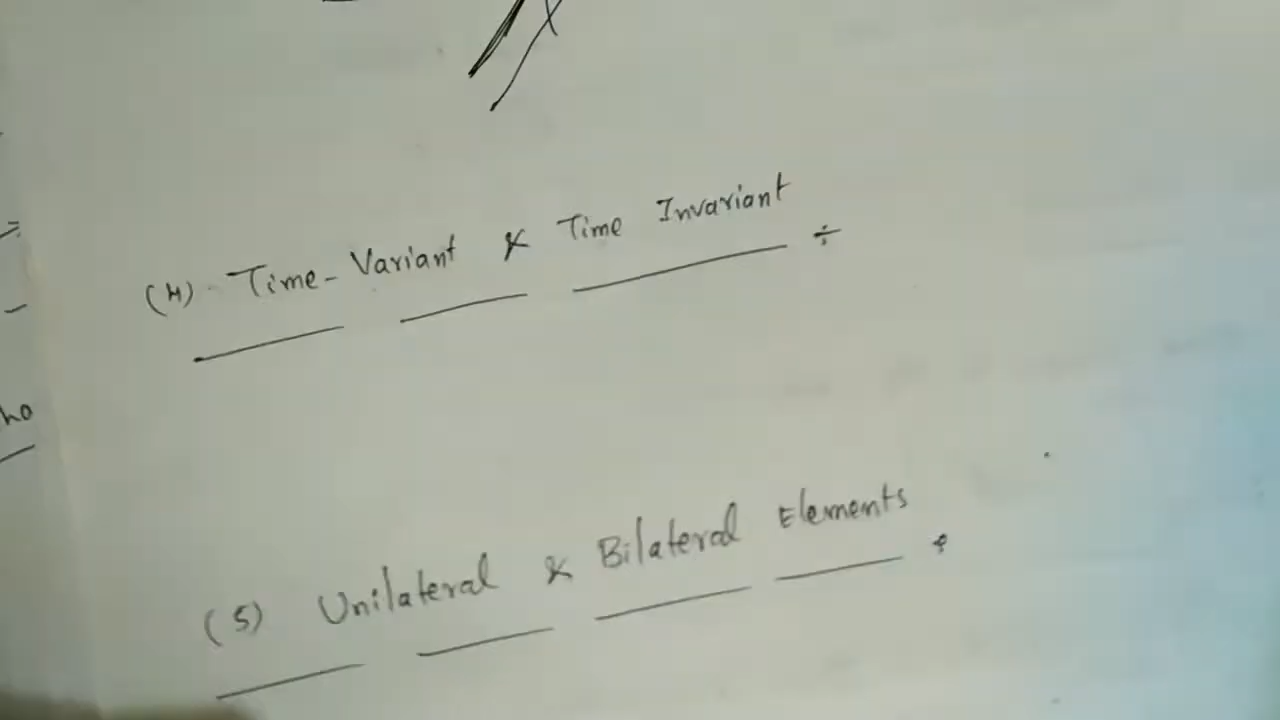 (4). Time-Variant & Time Invariant :-
(5) Unilateral & Bilateral Elements :